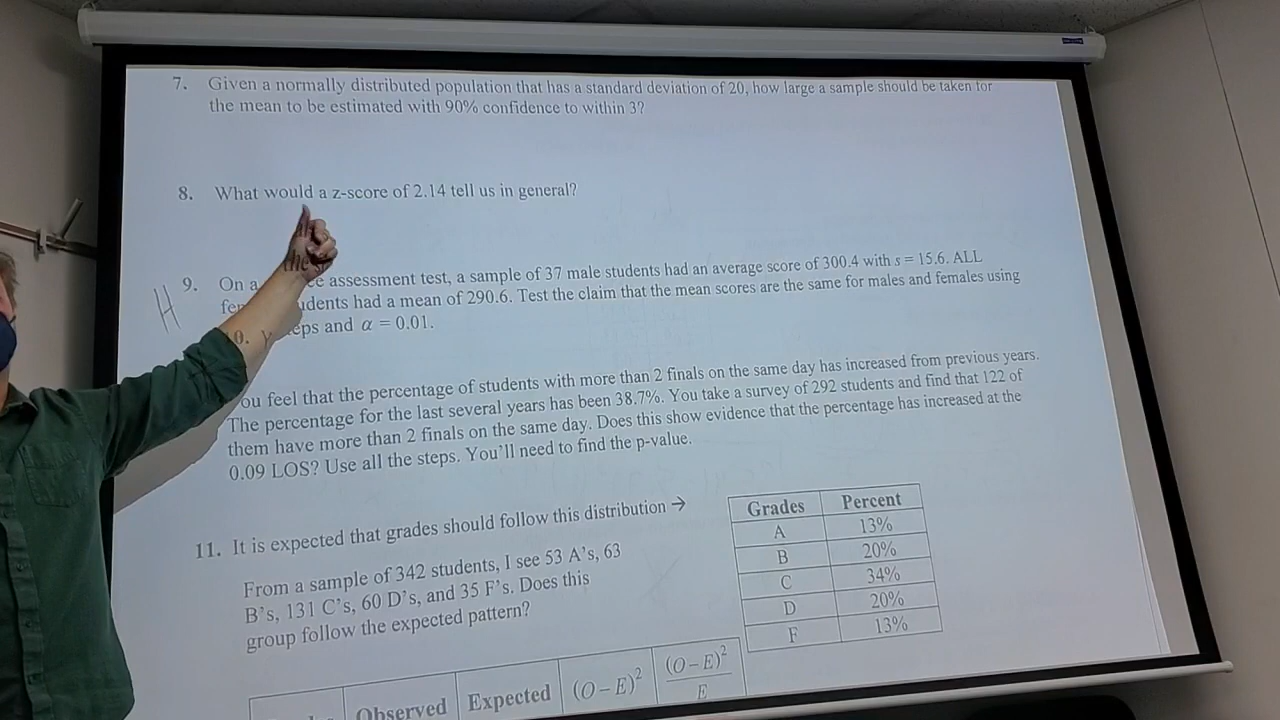 7. Given a normally distributed population that has a standard deviation of 20, how large a sample should be taken for
the mean to be estimated with 90% confidence to within 3?
8. What would a z-score of 2.14 tell us in general?
9. On a assessment test, a sample of 37 male students had an average score of 300.4 with s = 15.6. ALL
had a mean of 290.6. Test the claim that the mean scores are the same for males and females using
and α = 0.01.
H
ou feel that the percentage of students with more than 2 finals on the same day has increased from previous years.
The percentage for the last several years has been 38.7%. You take a survey of 292 students and find that 122 of
them have more than 2 finals on the same day. Does this show evidence that the percentage has increased at the
0.09 LOS? Use all the steps. You'll need to find the p-value.
11. It is expected that grades should follow this distribution →
From a sample of 342 students, I see 53 A's, 63
B's, 131 C's, 60 D's, and 35 F's. Does this
group follow the expected pattern?
Grades Percent
A 13%
B 20%
C 34%
D 20%
F 13%
Observed Expected (O – E)² (O – E)² / E